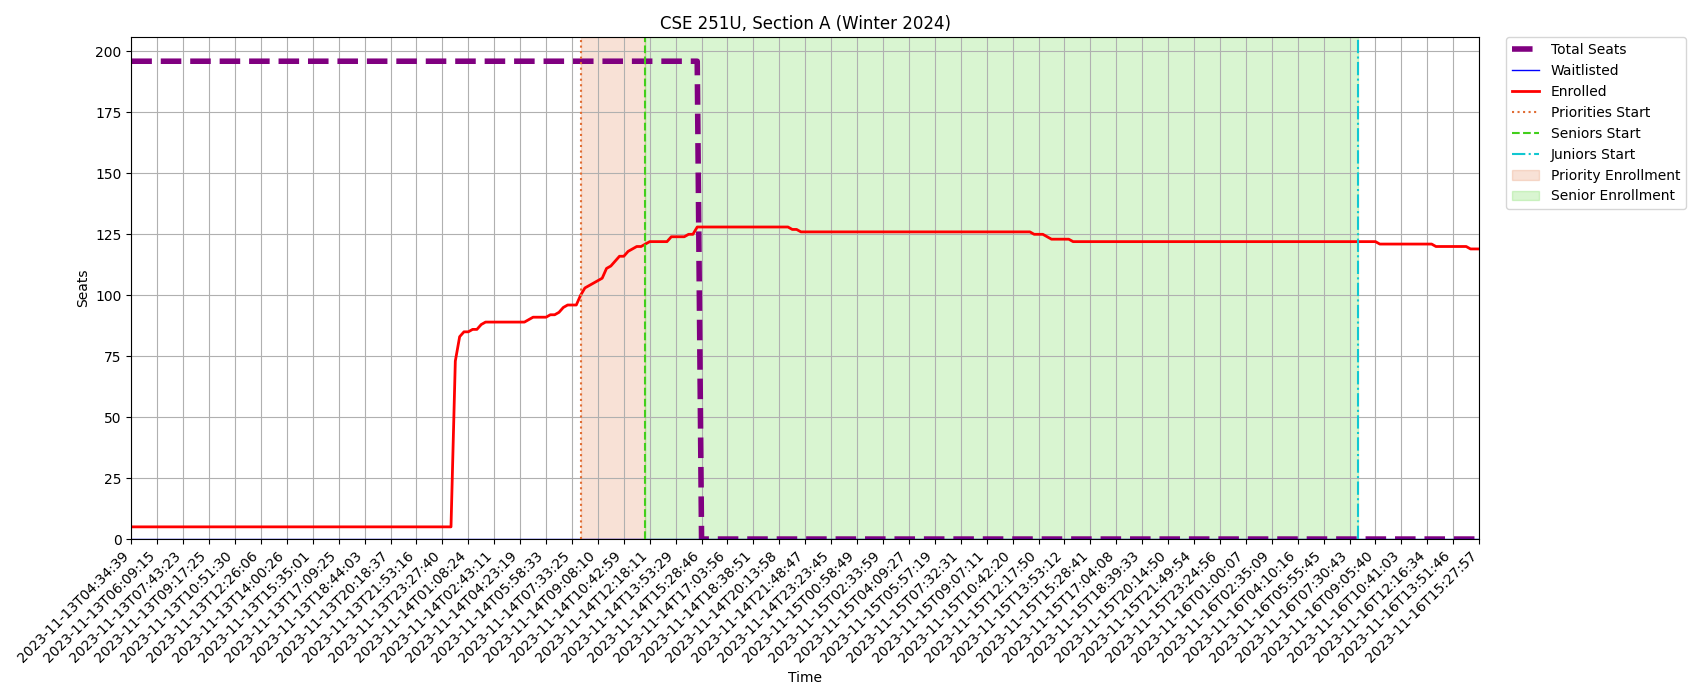 CSE 251U, Section A (Winter 2024)
Total Seats
Waitlisted
Enrolled
Priorities Start
Seniors Start
Juniors Start
Priority Enrollment
Senior Enrollment
Seats
200
175
150
125
100
75
50
25
0
2023-11-13T04:34:39
2023-11-13T06:09:15
2023-11-13T07:43:23
2023-11-13T09:17:25
2023-11-13T10:51:30
2023-11-13T12:26:06
2023-11-13T14:00:26
2023-11-13T15:35:01
2023-11-13T17:09:25
2023-11-13T18:44:03
2023-11-13T20:18:37
2023-11-13T21:53:16
2023-11-13T23:27:40
2023-11-14T01:08:24
2023-11-14T02:43:11
2023-11-14T04:23:19
2023-11-14T05:58:33
2023-11-14T07:33:25
2023-11-14T09:08:10
2023-11-14T10:42:59
2023-11-14T12:18:11
2023-11-14T13:53:29
2023-11-14T15:28:46
2023-11-14T17:03:56
2023-11-14T18:38:51
2023-11-14T20:13:58
2023-11-14T21:48:47
2023-11-14T23:23:45
2023-11-15T00:58:49
2023-11-15T02:33:59
2023-11-15T04:09:27
2023-11-15T05:57:19
2023-11-15T07:32:31
2023-11-15T09:07:11
2023-11-15T10:42:20
2023-11-15T12:17:50
2023-11-15T13:53:12
2023-11-15T15:28:41
2023-11-15T17:04:08
2023-11-15T18:39:33
2023-11-15T20:14:50
2023-11-15T21:49:54
2023-11-15T23:24:56
2023-11-16T01:00:07
2023-11-16T02:35:09
2023-11-16T04:10:16
2023-11-16T05:55:45
2023-11-16T07:30:43
2023-11-16T09:05:40
2023-11-16T10:41:03
2023-11-16T12:16:34
2023-11-16T13:51:46
2023-11-16T15:27:57
Time